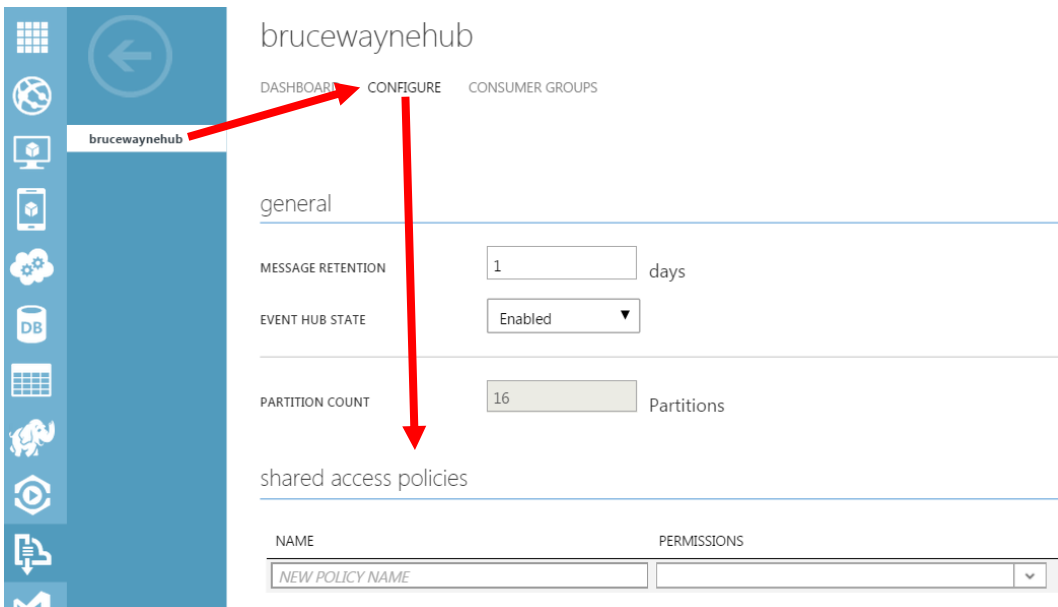 brucewaynehub
DASHBOARD CONFIGURE CONSUMER GROUPS
brucewaynehub
general
MESSAGE RETENTION 1 days
EVENT HUB STATE Enabled
PARTITION COUNT 16 Partitions
DB
shared access policies
NAME PERMISSIONS
NEW POLICY NAME